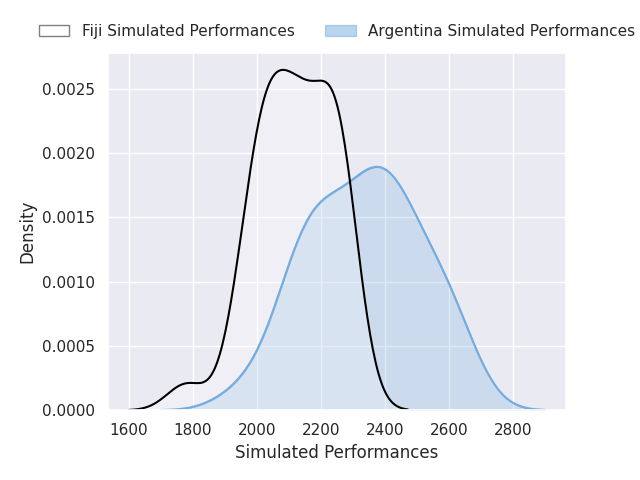 Fiji Simulated Performances
Argentina Simulated Performances
0.0025
0.0020
0.0015
0.0010
0.0005
0.0000
Density
1600 1800 2000 2200 2400 2600 2800
Simulated Performances